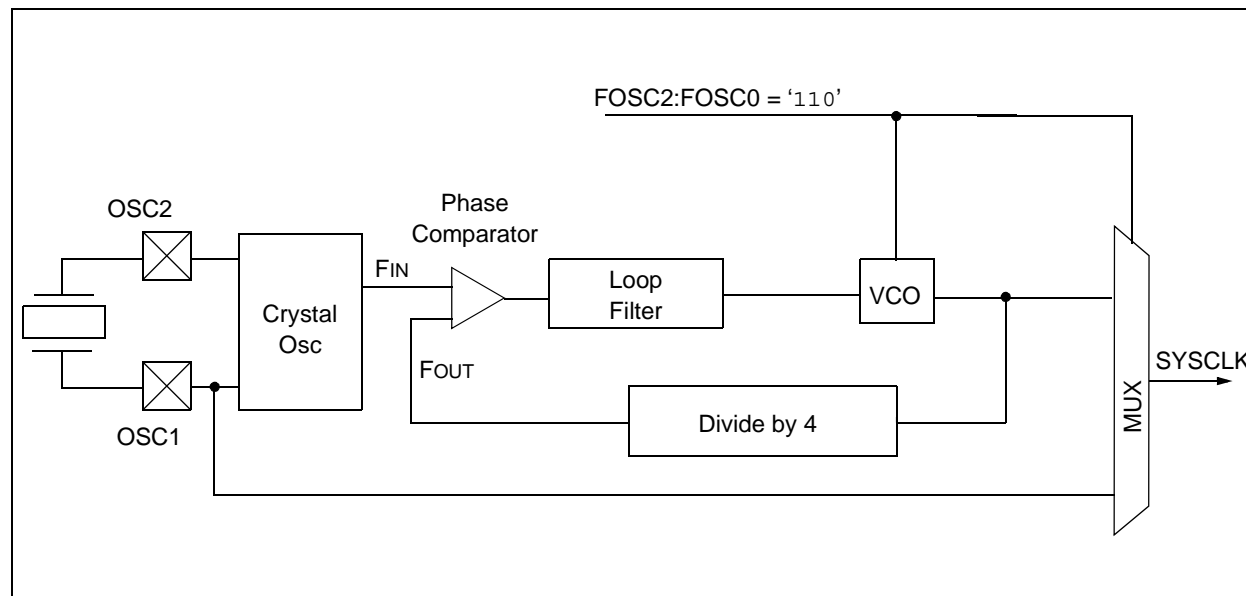 FOSC2:FOSC0 = ‘110’
OSC2
Phase
Comparator
FIN
Loop
Filter
VCO
Crystal
Osc
FOUT
SYSCLK
Divide by 4
MUX
OSC1